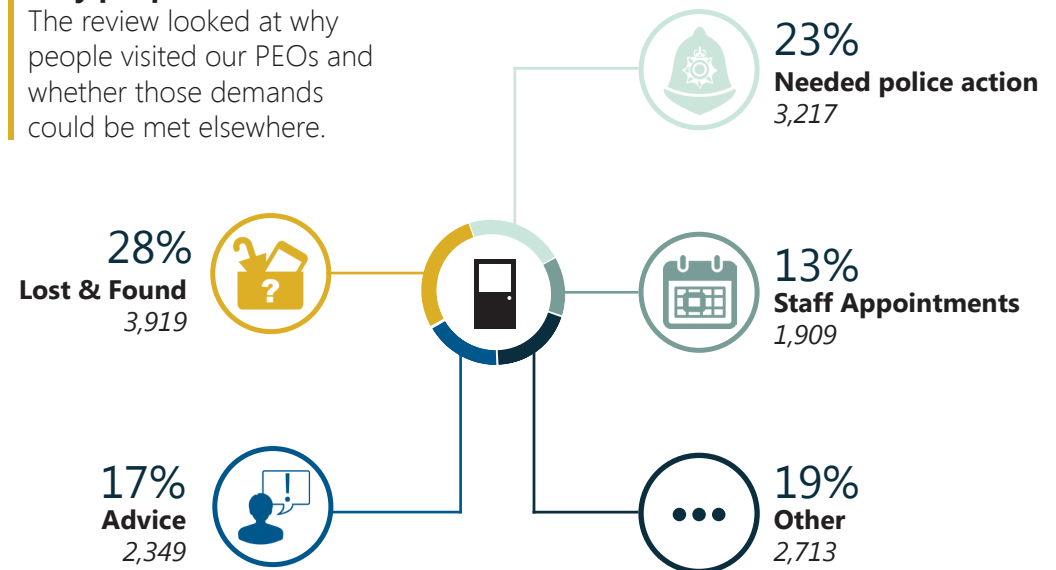 The review looked at why
people visited our PEOs and
whether those demands
could be met elsewhere.
23%
Needed police action
3,217
28%
Lost & Found
3,919
?
13%
Staff Appointments
1,909
17%
Advice
2,349
!
19%
Other
2,713